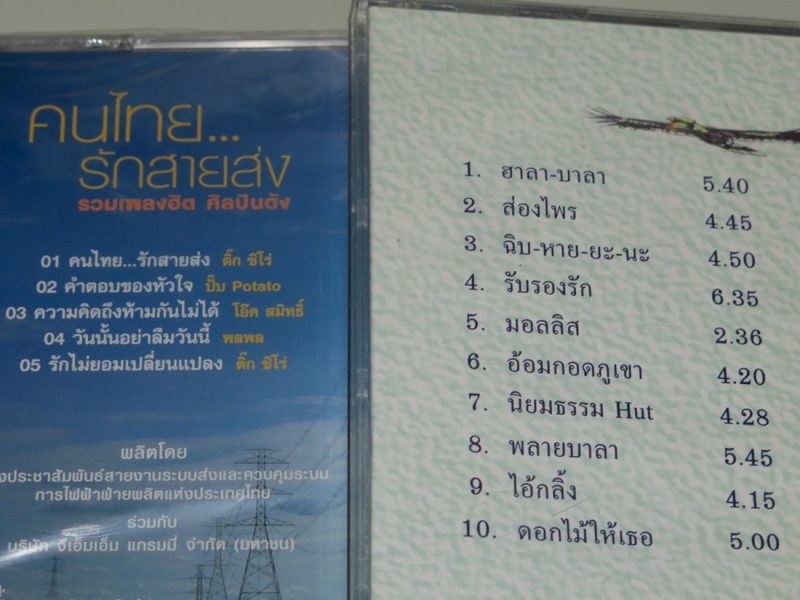 คนไทย...
รักสายส่ง
รวมเพลงฮิต ศิลปินดัง
01 คนไทย...รักสายส่ง ติ๊ก ชิโร่
02 คำตอบของหัวใจ ปั๊บ Potato
03 ความคิดถึงห้ามกันไม่ได้ โอ๊ค สมิทธิ์
04 วันนั้นอย่าลืมวันนี้ พลพล
05 รักไม่ยอมเปลี่ยนแปลง ติ๊ก ชิโร่
ผลิตโดย
งประชาสัมพันธ์สายงานระบบส่งและควบคุมระบบ
การไฟฟ้าฝ่ายผลิตแห่งประเทศไทย
ร่วมกับ
บริษัท จีเอ็มเอ็ม แกรมมี่ จำกัด (มหาชน)
1. ฮาลา-บาลา 5.40
2. ส่องไพร 4.45
3. ฉิบ-หาย-ยะ-นะ 4.50
4. รับรองรัก 6.35
5. มอลลิส 2.36
6. อ้อมกอดภูเขา 4.20
7. นิยมธรรม Hut 4.28
8. พลายบาลา 5.45
9. ไอ้กลิ้ง 4.15
10. ดอกไม้ให้เธอ 5.00